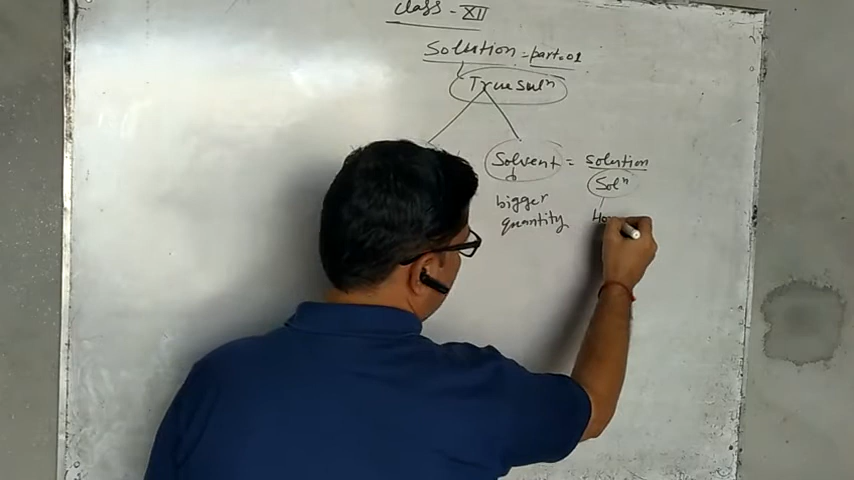 Class - XII
Solution = part=01
True Solⁿ
Solvent = Solution
Solⁿ
bigger
quantity